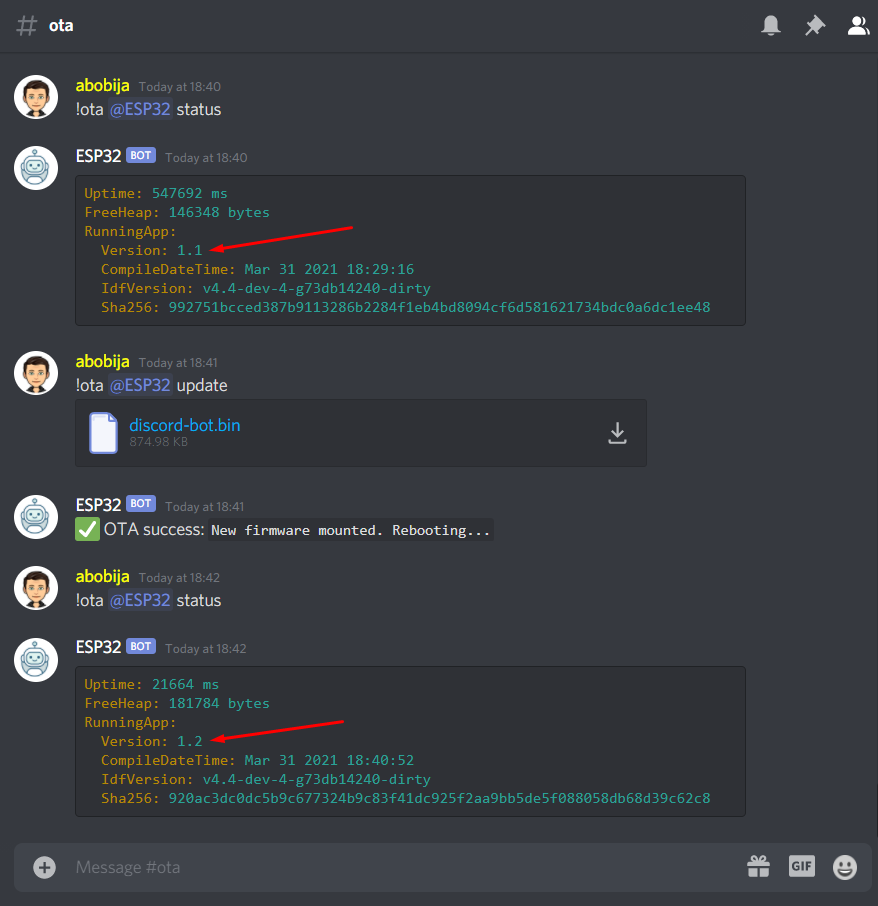 # ota
abobija Today at 18:40
!ota @ESP32 status
ESP32 BOT Today at 18:40
Uptime: 547692 ms
FreeHeap: 146348 bytes
RunningApp:
Version: 1.1
CompileDateTime: Mar 31 2021 18:29:16
IdfVersion: v4.4-dev-4-g73db14240-dirty
Sha256: 992751bcced387b9113286b2284f1eb4bd8094cf6d581621734bdc0a6dc1ee48
abobija Today at 18:41
!ota @ESP32 update
discord-bot.bin
874.98 KB
ESP32 BOT Today at 18:41
✅ OTA success: New firmware mounted. Rebooting...
abobija Today at 18:42
!ota @ESP32 status
ESP32 BOT Today at 18:42
Uptime: 21664 ms
FreeHeap: 181784 bytes
RunningApp:
Version: 1.2
CompileDateTime: Mar 31 2021 18:40:52
IdfVersion: v4.4-dev-4-g73db14240-dirty
Sha256: 920ac3dc0dc5b9c677324b9c83f41dc925f2aa9bb5de5f088058db68d39c62c8
Message #ota
GIF